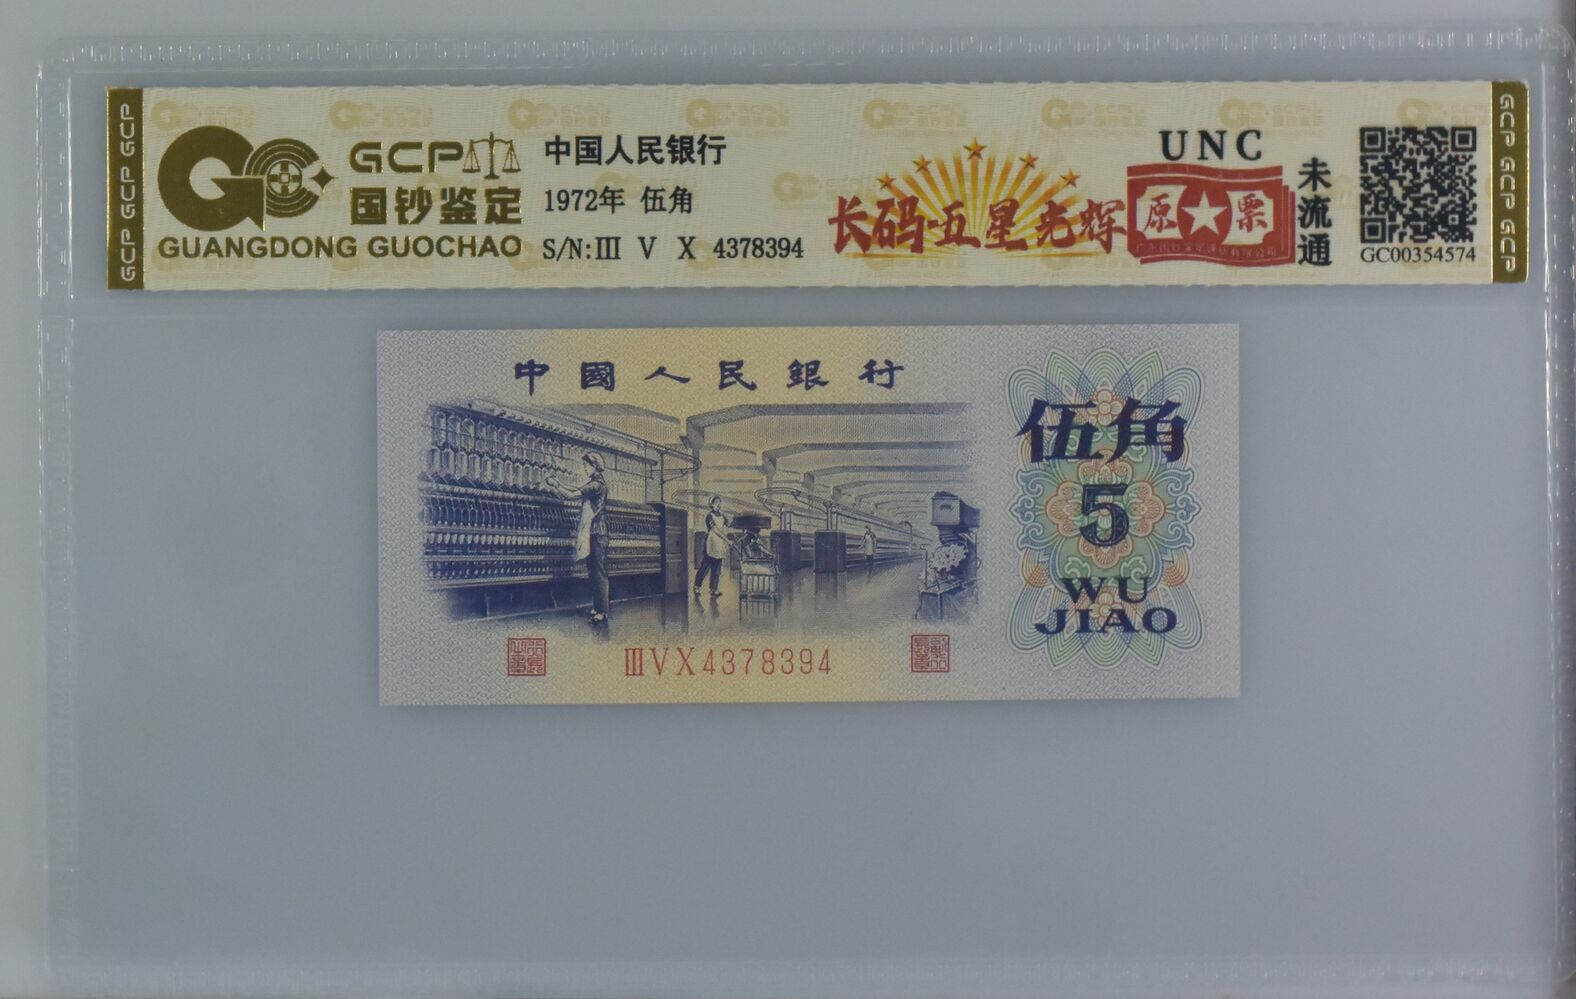 GCP GCP GCP
GCP
国钞鉴定
GUANGDONG GUOCHAO
中国人民银行
1972年 伍角
S/N:III V X 4378394
长码-五星光辉
原★票
UNC
未流通
GC00354574
GCP GCP GCP
中國人民銀行
伍角
5
WU
JIAO
III V X 4378394